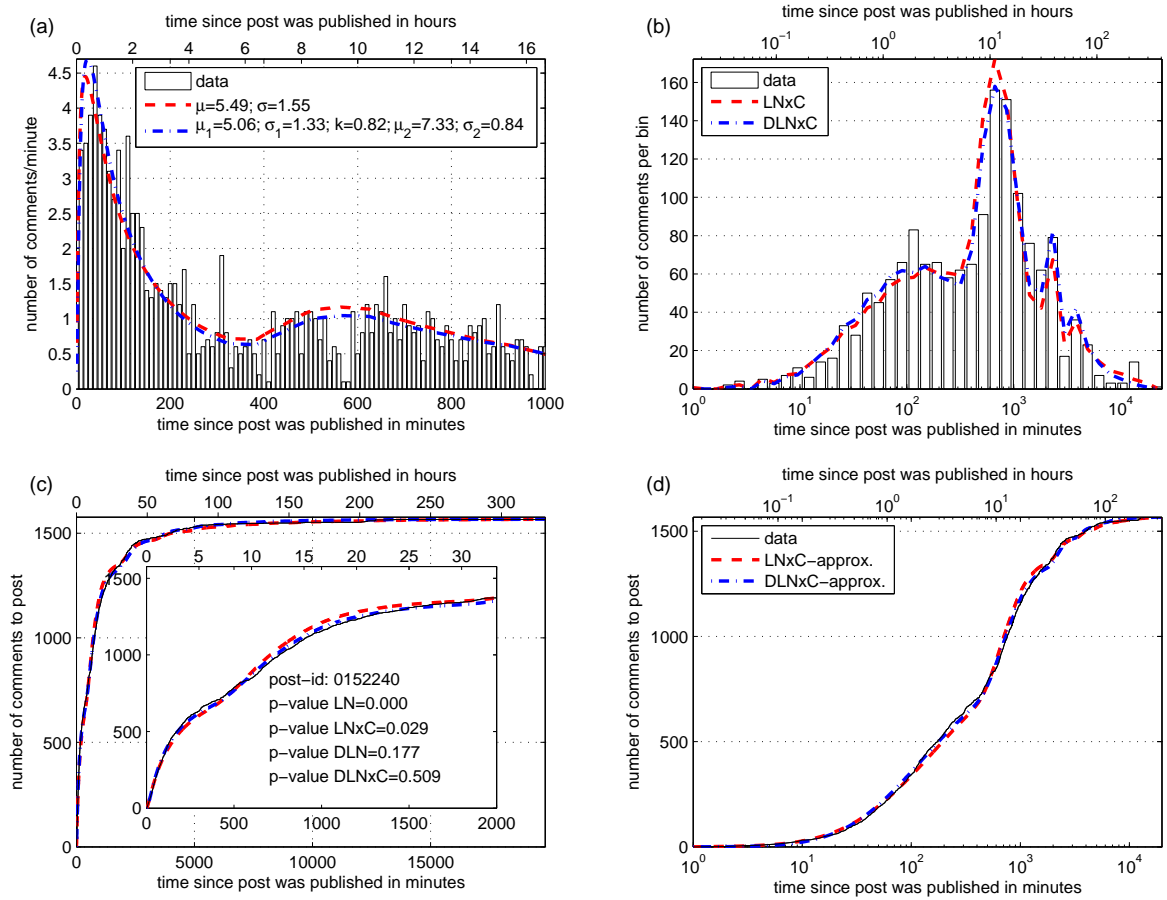 (a)
time since post was published in hours
0 2 4 6 8 10 12 14 16
4.5
4
3.5
3
2.5
2
1.5
1
0.5
0
number of comments/minute
data
μ=5.49; σ=1.55
μ1=5.06; σ1=1.33; k=0.82; μ2=7.33; σ2=0.84
0 200 400 600 800 1000
time since post was published in minutes
(b)
time since post was published in hours
10^−1 10^0 10^1 10^2
160
140
120
100
80
60
40
20
0
number of comments per bin
data
LNxC
DLNxC
10^0 10^1 10^2 10^3 10^4
time since post was published in minutes
(c)
time since post was published in hours
0 50 100 150 200 250 300
1500
1000
500
0
number of comments to post
0 5 10 15 20 25 30
1500
1000
500
0
post−id: 0152240
p−value LN=0.000
p−value LNxC=0.029
p−value DLN=0.177
p−value DLNxC=0.509
0 500 1000 1500 2000
5000 10000 15000
time since post was published in minutes
(d)
time since post was published in hours
10^−1 10^0 10^1 10^2
1500
1000
500
0
number of comments to post
data
LNxC−approx.
DLNxC−approx.
10^0 10^1 10^2 10^3 10^4
time since post was published in minutes